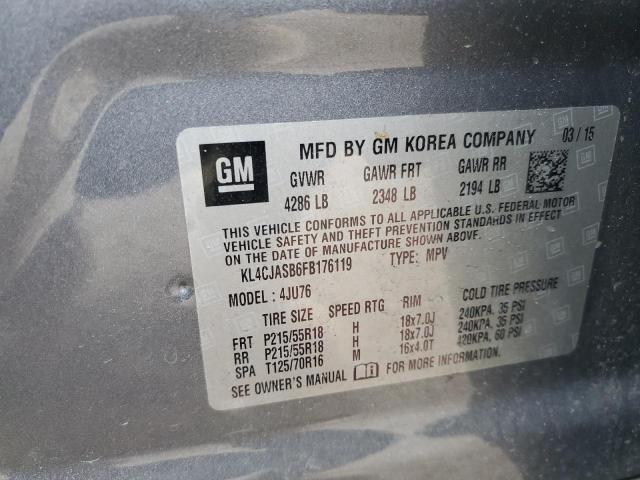 GM
MFD BY GM KOREA COMPANY 03/15
GVWR GAWR FRT GAWR RR
4286 LB 2348 LB 2194 LB
THIS VEHICLE CONFORMS TO ALL APPLICABLE U.S. FEDERAL MOTOR
VEHICLE SAFETY AND THEFT PREVENTION STANDARDS IN EFFECT
ON THE DATE OF MANUFACTURE SHOWN ABOVE.
KL4CJASB6FB176119 TYPE: MPV
MODEL: 4JU76
TIRE SIZE SPEED RTG RIM COLD TIRE PRESSURE
FRT P215/55R18 H 18x7.0J 240KPA, 35 PSI
RR P215/55R18 H 18x7.0J 240KPA, 35 PSI
SPA T125/70R16 M 16x4.0T 420KPA, 60 PSI
SEE OWNER'S MANUAL FOR MORE INFORMATION.